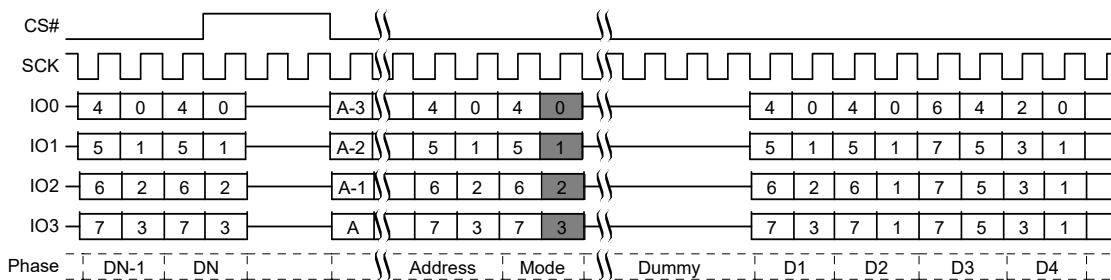 CS#
SCK
IO0 4 0 4 0 A-3 4 0 4 0 4 0 4 0 6 4 2 0
IO1 5 1 5 1 A-2 5 1 5 1 5 1 5 1 7 5 3 1
IO2 6 2 6 2 A-1 6 2 6 2 6 2 6 1 7 5 3 1
IO3 7 3 7 3 A 7 3 7 3 7 3 7 1 7 5 3 1
Phase DN-1 DN Address Mode Dummy D1 D2 D3 D4